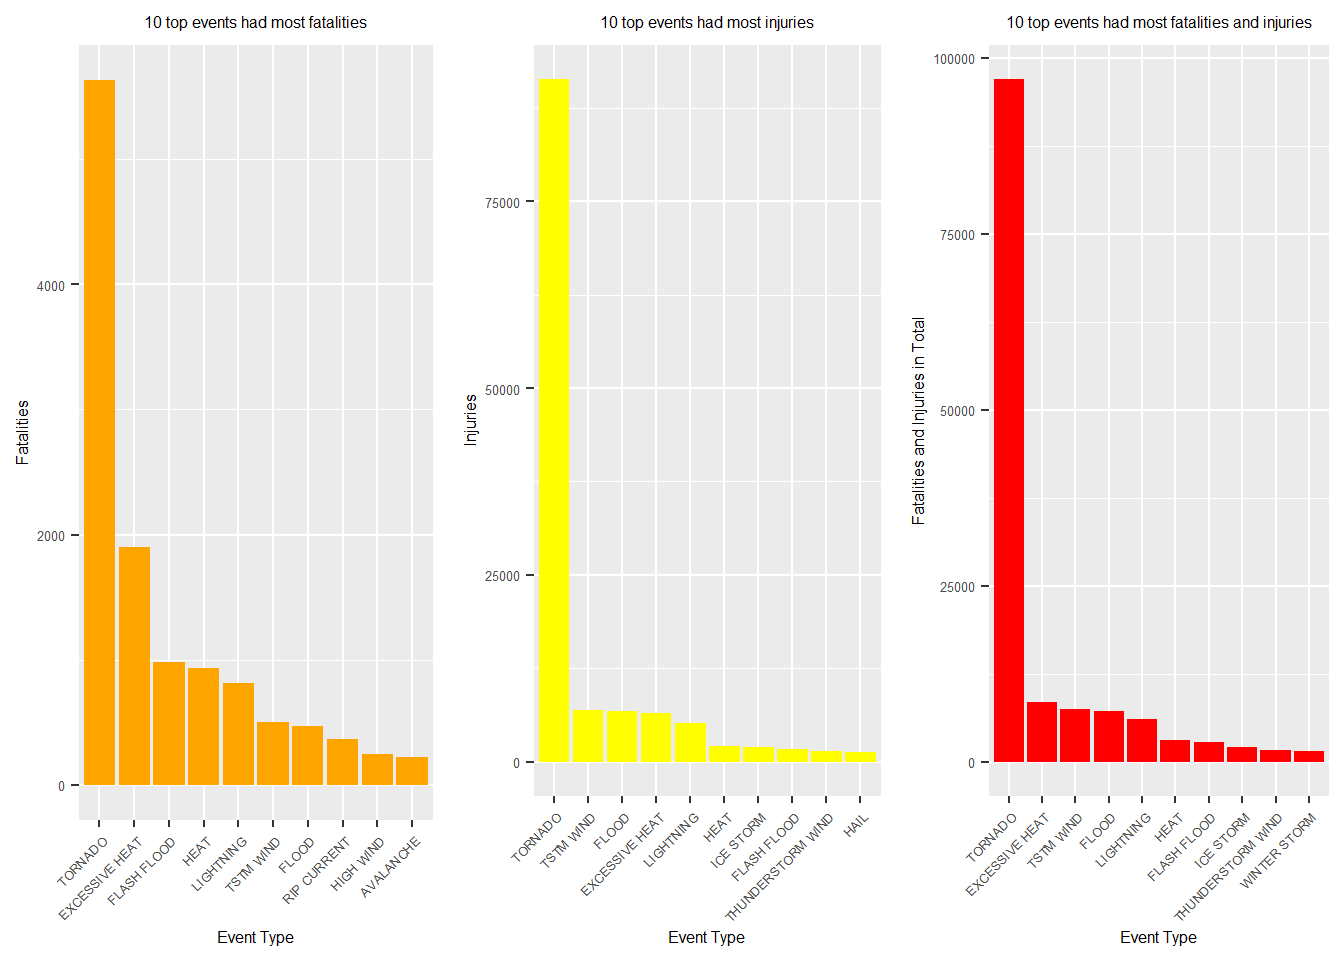 10 top events had most fatalities
Fatalities
4000
2000
0
TORNADO
EXCESSIVE HEAT
FLASH FLOOD
HEAT
LIGHTNING
TSTM WIND
FLOOD
RIP CURRENT
HIGH WIND
AVALANCHE
Event Type
10 top events had most injuries
Injuries
75000
50000
25000
0
TORNADO
TSTM WIND
FLOOD
EXCESSIVE HEAT
LIGHTNING
HEAT
ICE STORM
FLASH FLOOD
THUNDERSTORM WIND
HAIL
Event Type
10 top events had most fatalities and injuries
Fatalities and Injuries in Total
100000
75000
50000
25000
0
TORNADO
EXCESSIVE HEAT
TSTM WIND
FLOOD
LIGHTNING
HEAT
FLASH FLOOD
ICE STORM
THUNDERSTORM WIND
WINTER STORM
Event Type